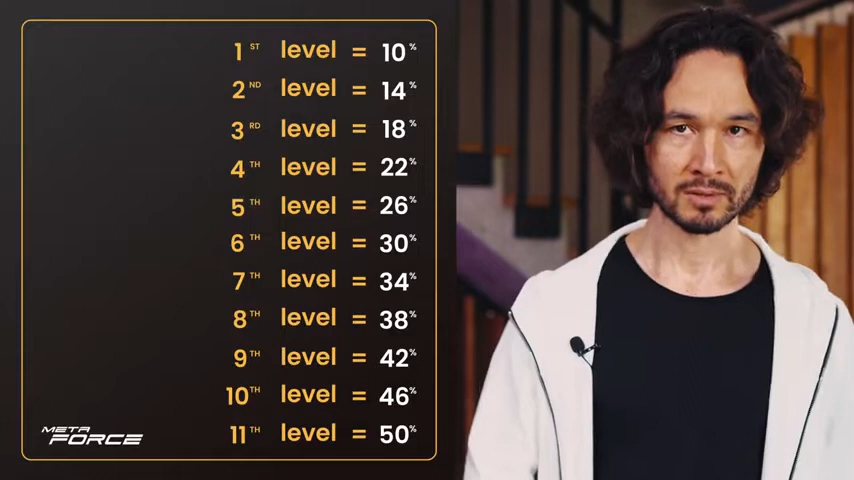 1ST level = 10%
2ND level = 14%
3RD level = 18%
4TH level = 22%
5TH level = 26%
6TH level = 30%
7TH level = 34%
8TH level = 38%
9TH level = 42%
10TH level = 46%
11TH level = 50%
META
FORCE